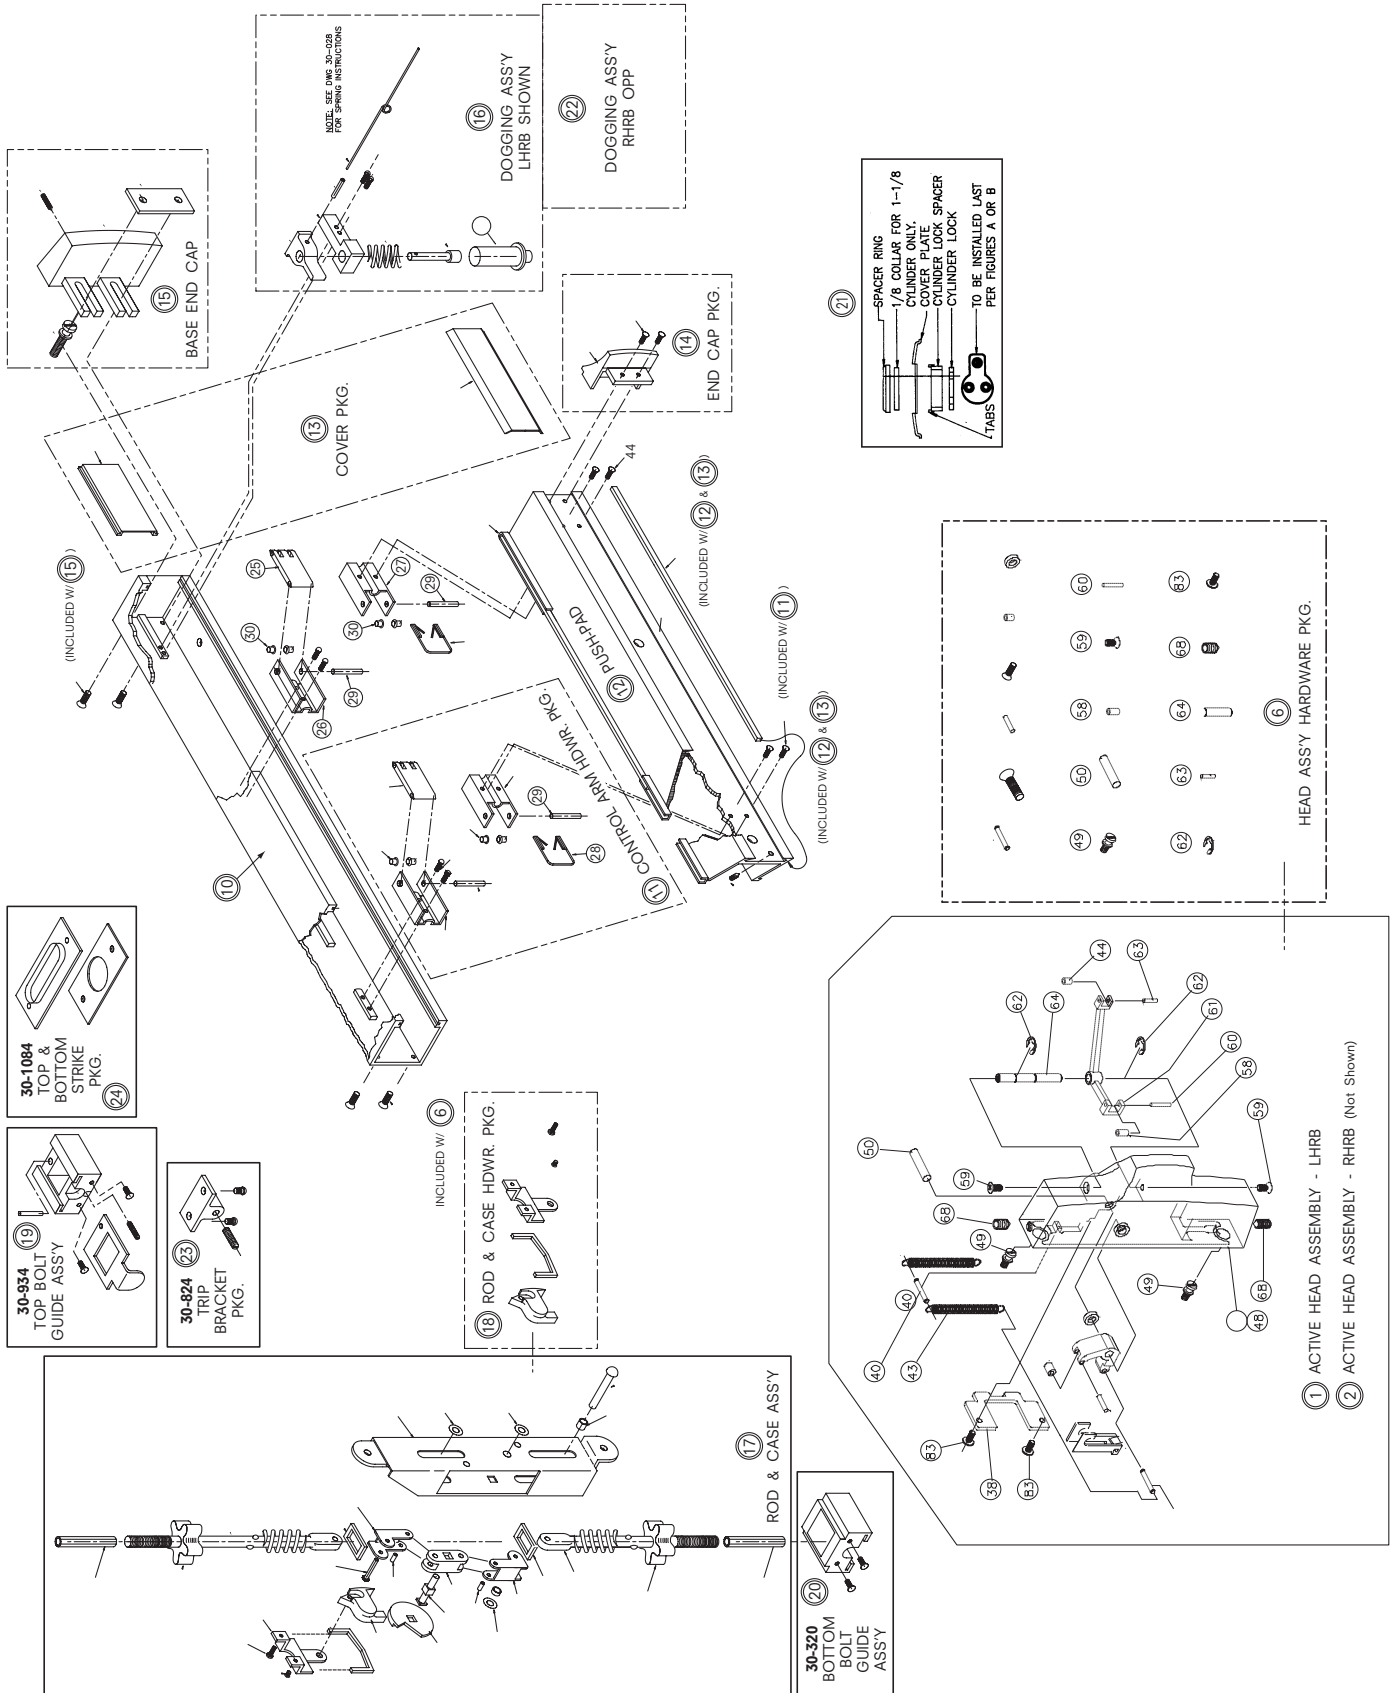 NOTE: SEE DWG 30-028
FOR SPRING INSTRUCTIONS
16
DOGGING ASS'Y
LHRB SHOWN
22
DOGGING ASS'Y
RHRB OPP
15
BASE END CAP
13
COVER PKG.
14
END CAP PKG.
44
21
SPACER RING
1/8 COLLAR FOR 1-1/8
CYLINDER ONLY.
COVER PLATE
CYLINDER LOCK SPACER
CYLINDER LOCK
TO BE INSTALLED LAST
PER FIGURES A OR B
TABS
(INCLUDED W/ 15)
25
30
26
29
27
30
29
12 PUSH-PAD
(INCLUDED W/ 12 & 13)
(INCLUDED W/ 11)
(INCLUDED W/ 12 & 13)
11 CONTROL ARM HDWR. PKG.
29
28
10
30-1084
TOP &
BOTTOM
STRIKE
PKG.
24
30-934
19
TOP BOLT
GUIDE ASS'Y
30-824
23
TRIP
BRACKET
PKG.
INCLUDED W/ 6
18 ROD & CASE HDWR. PKG.
17
ROD & CASE ASS'Y
30-320
20
BOTTOM
BOLT
GUIDE
ASS'Y
60
83
59
68
58
64
50
63
49
62
6
HEAD ASS'Y HARDWARE PKG.
44
63
62
64
62
61
60
58
50
59
59
68
49
40
40
43
49
68
48
83
38
83
1 ACTIVE HEAD ASSEMBLY - LHRB
2 ACTIVE HEAD ASSEMBLY - RHRB (Not Shown)